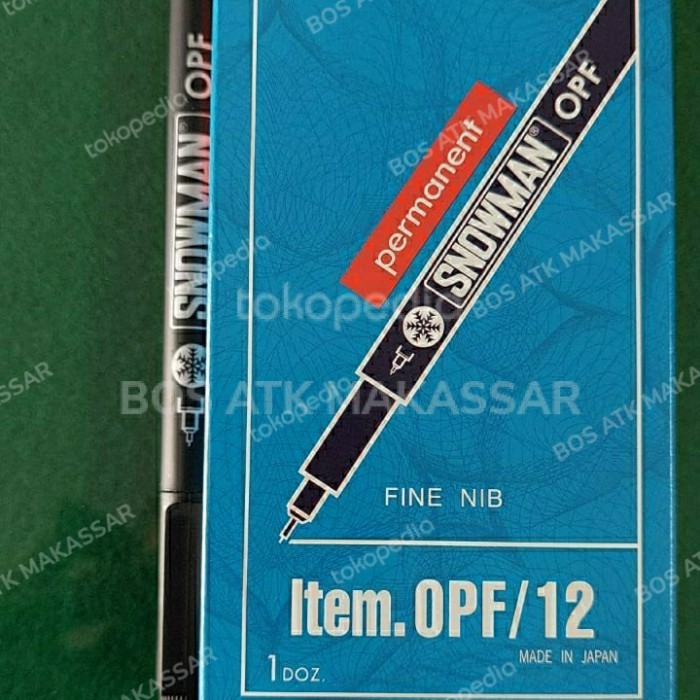 SNOWMAN OPF
permanent
SNOWMAN® OPF
FINE NIB
Item. OPF/12
MADE IN JAPAN
1 DOZ.
tokopedia
BOS ATK MAKASSAR